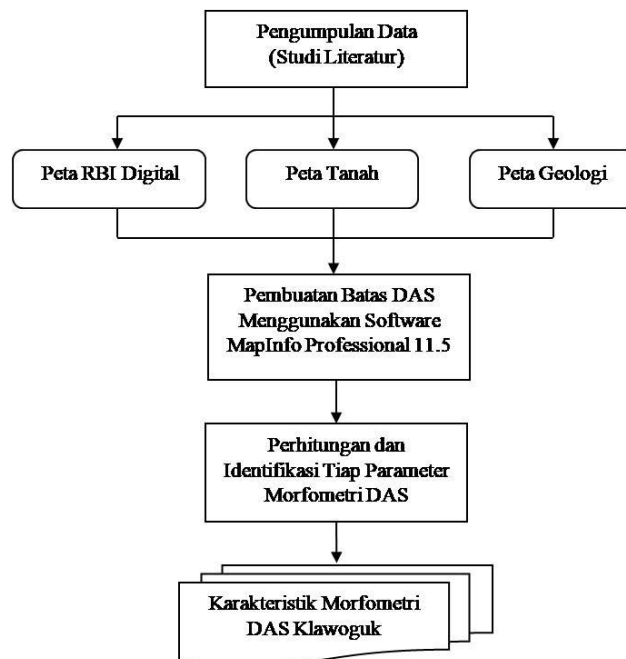 Pengumpulan Data
(Studi Literatur)
Peta RBI Digital
Peta Tanah
Peta Geologi
Pembuatan Batas DAS
Menggunakan Software
MapInfo Professional 11.5
Perhitungan dan
Identifikasi Tiap Parameter
Morfometri DAS
Karakteristik Morfometri
DAS Klawoguk